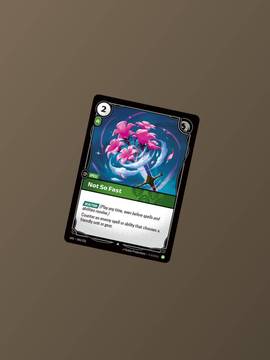 2
SPELL
Not So Fast
REACTION (Play any time, even before spells and
abilities resolve.)
Counter an enemy spell or ability that chooses a
friendly unit or gear.